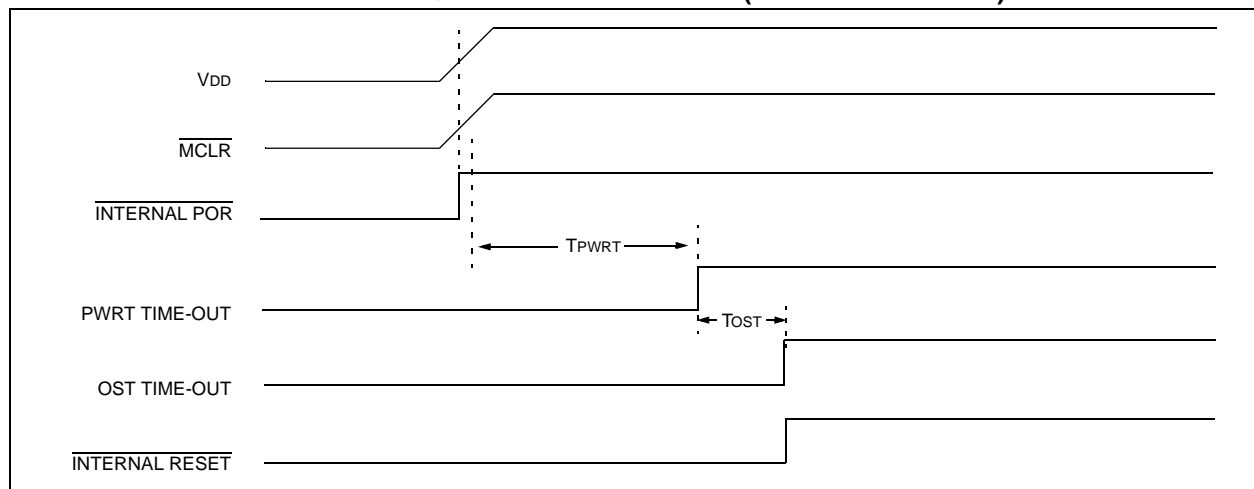 VDD
MCLR
INTERNAL POR
TPWRT
PWRT TIME-OUT
TOST
OST TIME-OUT
INTERNAL RESET